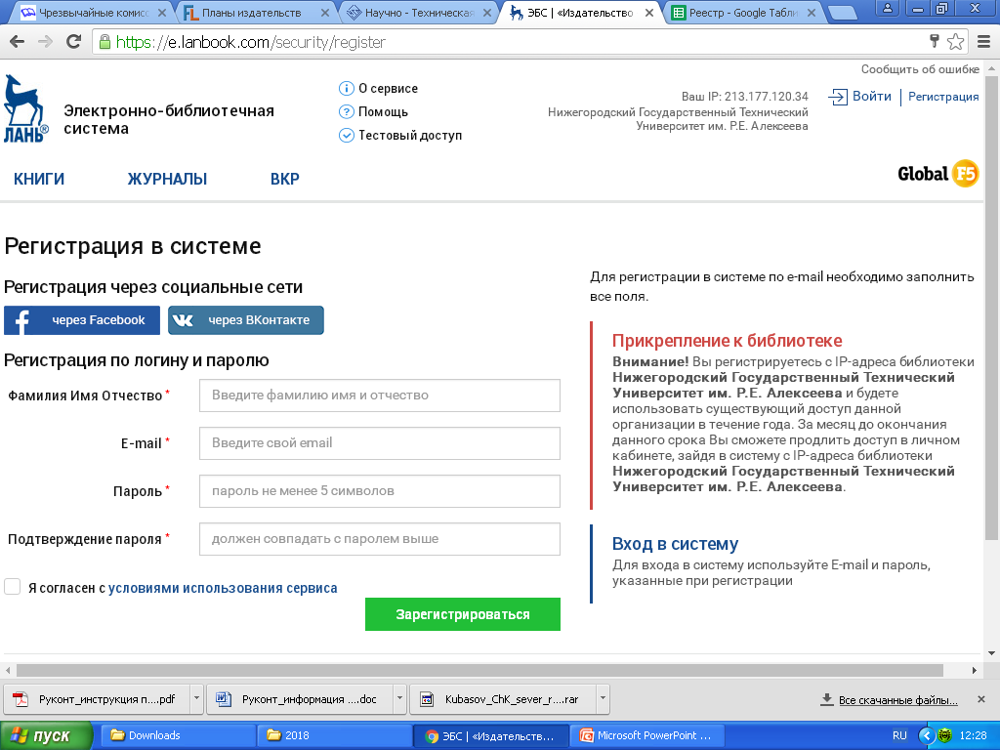 Чрезвычайные комисс
Планы издательств
Научно - Техническая
ЭБС | «Издательство
Реестр - Google Табли
https://e.lanbook.com/security/register
Сообщить об ошибке
ЛАНЬ®
Электронно-библиотечная
система
О сервисе
Помощь
Тестовый доступ
Ваш IP: 213.177.120.34
Нижегородский Государственный Технический
Университет им. Р.Е. Алексеева
Войти
Регистрация
КНИГИ
ЖУРНАЛЫ
ВКР
Global F5
Регистрация в системе
Регистрация через социальные сети
через Facebook
через ВКонтакте
Регистрация по логину и паролю
Фамилия Имя Отчество *
Введите фамилию имя и отчество
E-mail *
Введите свой email
Пароль *
пароль не менее 5 символов
Подтверждение пароля *
должен совпадать с паролем выше
Я согласен с условиями использования сервиса
Зарегистрироваться
Для регистрации в системе по e-mail необходимо заполнить
все поля.
Прикрепление к библиотеке
Внимание! Вы регистрируетесь с IP-адреса библиотеки
Нижегородский Государственный Технический
Университет им. Р.Е. Алексеева и будете
использовать существующий доступ данной
организации в течение года. За месяц до окончания
данного срока Вы сможете продлить доступ в личном
кабинете, зайдя в систему с IP-адреса библиотеки
Нижегородский Государственный Технический
Университет им. Р.Е. Алексеева.
Вход в систему
Для входа в систему используйте E-mail и пароль,
указанные при регистрации
Руконт_инструкция п....pdf
Руконт_информация ....doc
Kubasov_ChK_sever_r....rar
Все скачанные файлы...
пуск
Downloads
2018
ЭБС | «Издательств...
Microsoft PowerPoint ...
RU
12:28